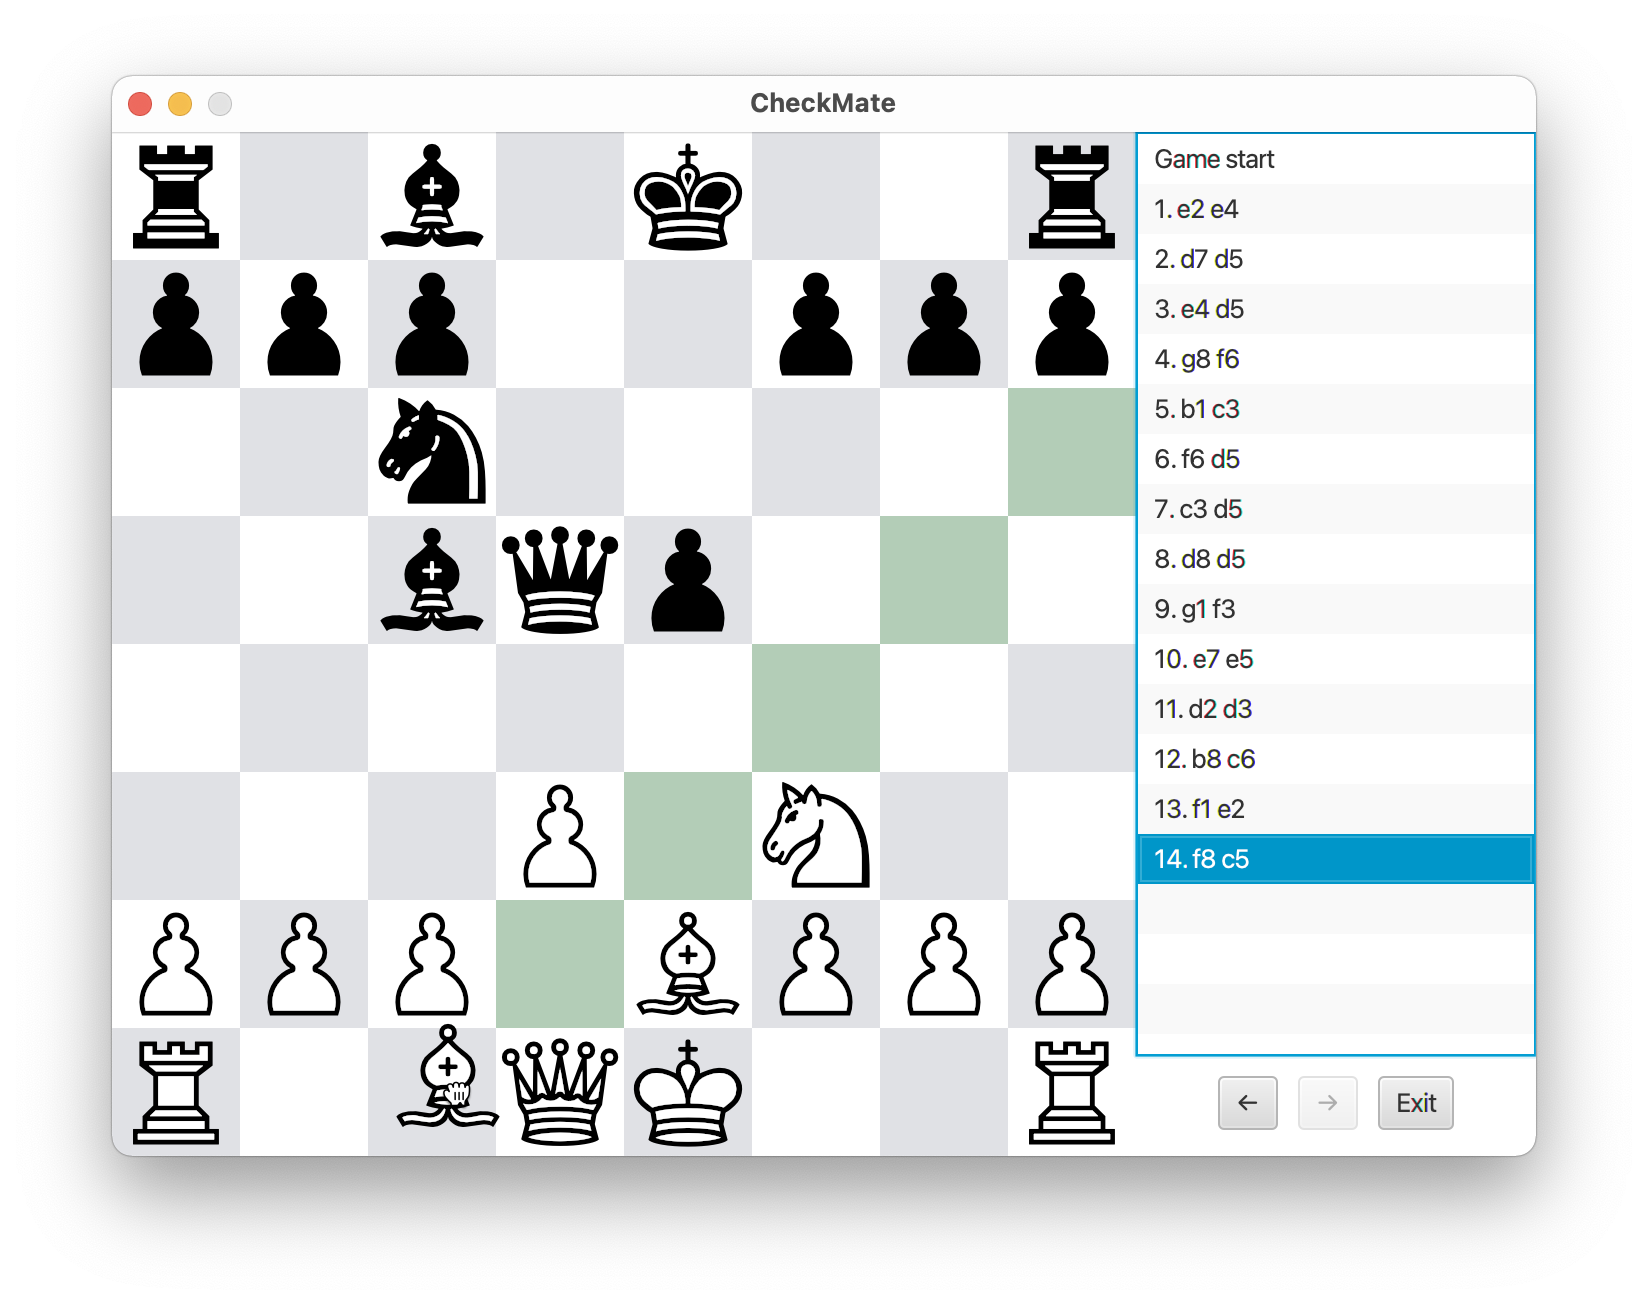 CheckMate
Game start
1. e2 e4
2. d7 d5
3. e4 d5
4. g8 f6
5. b1 c3
6. f6 d5
7. c3 d5
8. d8 d5
9. g1 f3
10. e7 e5
11. d2 d3
12. b8 c6
13. f1 e2
14. f8 c5
← → Exit